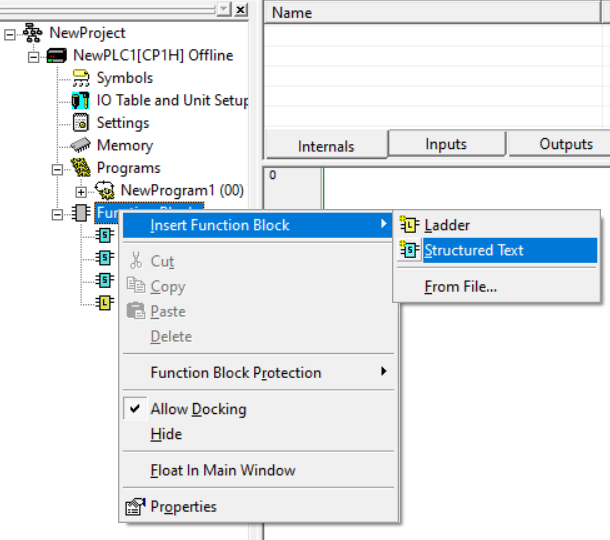 Name
NewProject
NewPLC1[CP1H] Offline
Symbols
IO Table and Unit Setup
Settings
Memory
Programs
NewProgram1 (00)
Internals
Inputs
Outputs
0
Insert Function Block
Cut
Copy
Paste
Delete
Function Block Protection
Allow Docking
Hide
Float In Main Window
Properties
Ladder
Structured Text
From File...